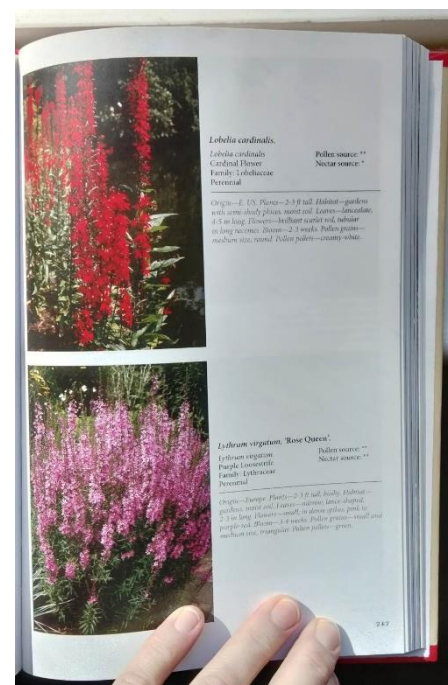 Lobelia cardinalis.
Lobelia cardinalis Pollen source: **
Cardinal Flower Nectar source: *
Family: Lobeliaceae
Perennial
Origin—E. US. Plants—2-3 ft tall. Habitat—gardens
with semi-shady places, moist soil. Leaves—lanceolate,
4-5 in long. Flowers—brilliant scarlet red, tubular
in long racemes. Bloom—2-3 weeks. Pollen grains—
medium size, round. Pollen pellets—creamy-white.
Lythrum virgatum, 'Rose Queen'.
Lythrum virgatum Pollen source: **
Purple Loosestrife Nectar source: **
Family: Lythraceae
Perennial
Origin—Europe. Plants—2-3 ft tall, bushy. Habitat—
gardens, moist soil. Leaves—narrow, lance-shaped,
2-3 in long. Flowers—small, in dense spikes, pink to
purple-red. Bloom—3-4 weeks. Pollen grains—small and
medium size, triangular. Pollen pellets—green.
247